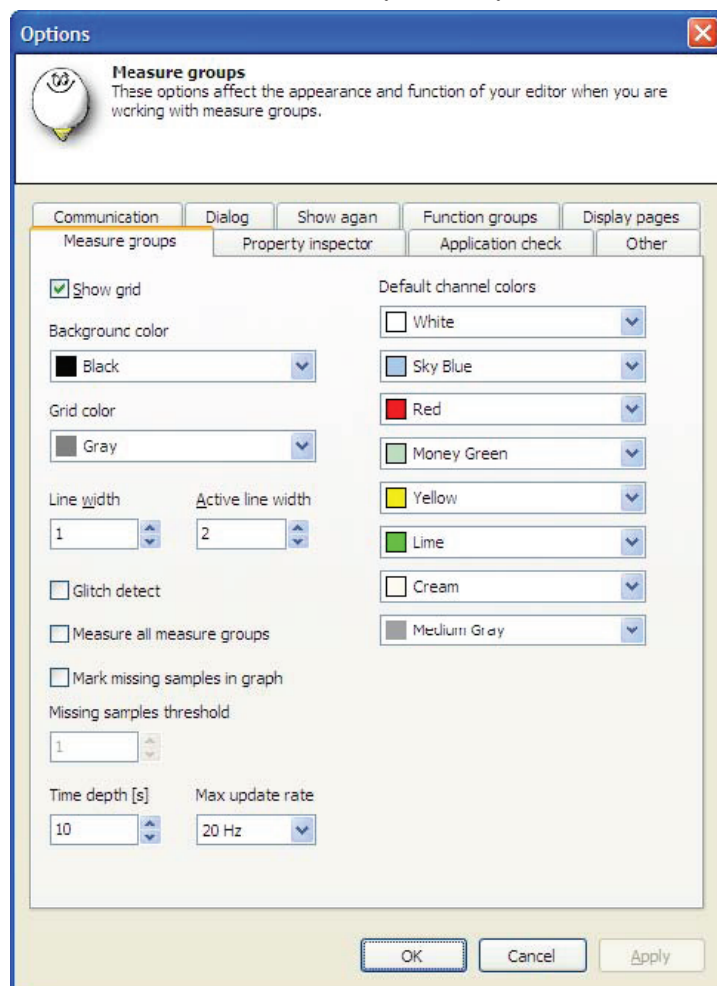 Options
Measure groups
These options affect the appearance and function of your editor when you are
working with measure groups.
Communication Dialog Show agan Function groups Display pages
Measure groups Property inspector Application check Other
Show grid
Default channel colors
Background color
White
Black
Sky Blue
Grid color
Red
Gray
Money Green
Line width Active line width
Yellow
1 2
Lime
Glitch detect
Cream
Measure all measure groups
Medium Gray
Mark missing samples in graph
Missing samples threshold
1
Time depth [s] Max update rate
10 20 Hz
OK Cancel Apply